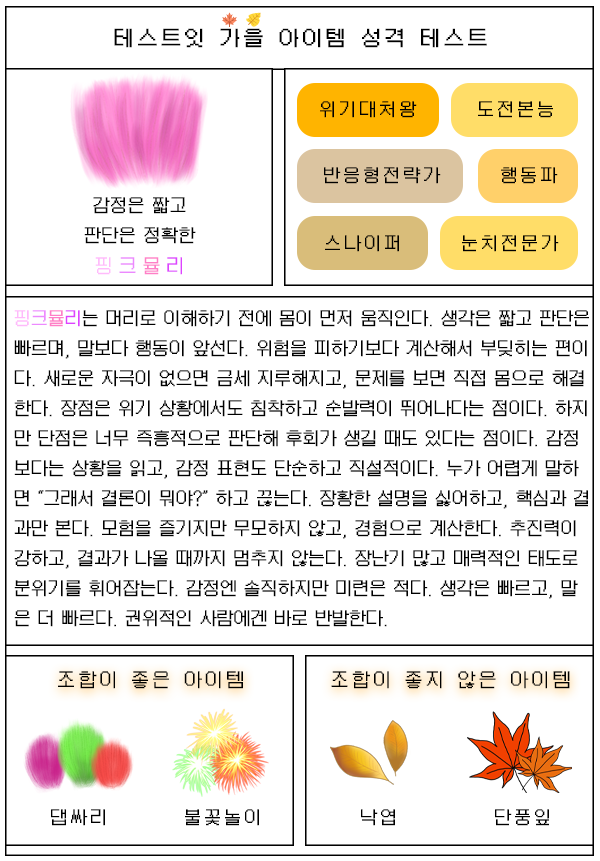 테스트잇 가을 아이템 성격 테스트
감정은 짧고
판단은 정확한
핑크뮬리
위기대처왕
도전본능
반응형전략가
행동파
스나이퍼
눈치전문가
핑크뮬리는 머리로 이해하기 전에 몸이 먼저 움직인다. 생각은 짧고 판단은
빠르며, 말보다 행동이 앞선다. 위험을 피하기보다 계산해서 부딪히는 편이
다. 새로운 자극이 없으면 금세 지루해지고, 문제를 보면 직접 몸으로 해결
한다. 장점은 위기 상황에서도 침착하고 순발력이 뛰어나다는 점이다. 하지
만 단점은 너무 즉흥적으로 판단해 후회가 생길 때도 있다는 점이다. 감정
보다는 상황을 읽고, 감정 표현도 단순하고 직설적이다. 누가 어렵게 말하
면 “그래서 결론이 뭐야?” 하고 끊는다. 장황한 설명을 싫어하고, 핵심과 결
과만 본다. 모험을 즐기지만 무모하지 않고, 경험으로 계산한다. 추진력이
강하고, 결과가 나올 때까지 멈추지 않는다. 장난기 많고 매력적인 태도로
분위기를 휘어잡는다. 감정엔 솔직하지만 미련은 적다. 생각은 빠르고, 말
은 더 빠르다. 권위적인 사람에겐 바로 반발한다.
조합이 좋은 아이템
댑싸리
불꽃놀이
조합이 좋지 않은 아이템
낙엽
단풍잎